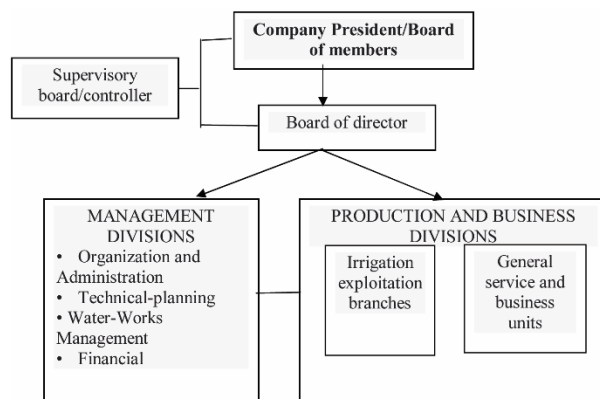 Company President/Board
of members
Supervisory
board/controller
Board of director
MANAGEMENT
DIVISIONS
• Organization and
Administration
• Technical-planning
• Water-Works
Management
• Financial
PRODUCTION AND BUSINESS
DIVISIONS
Irrigation
exploitation
branches
General
service and
business
units